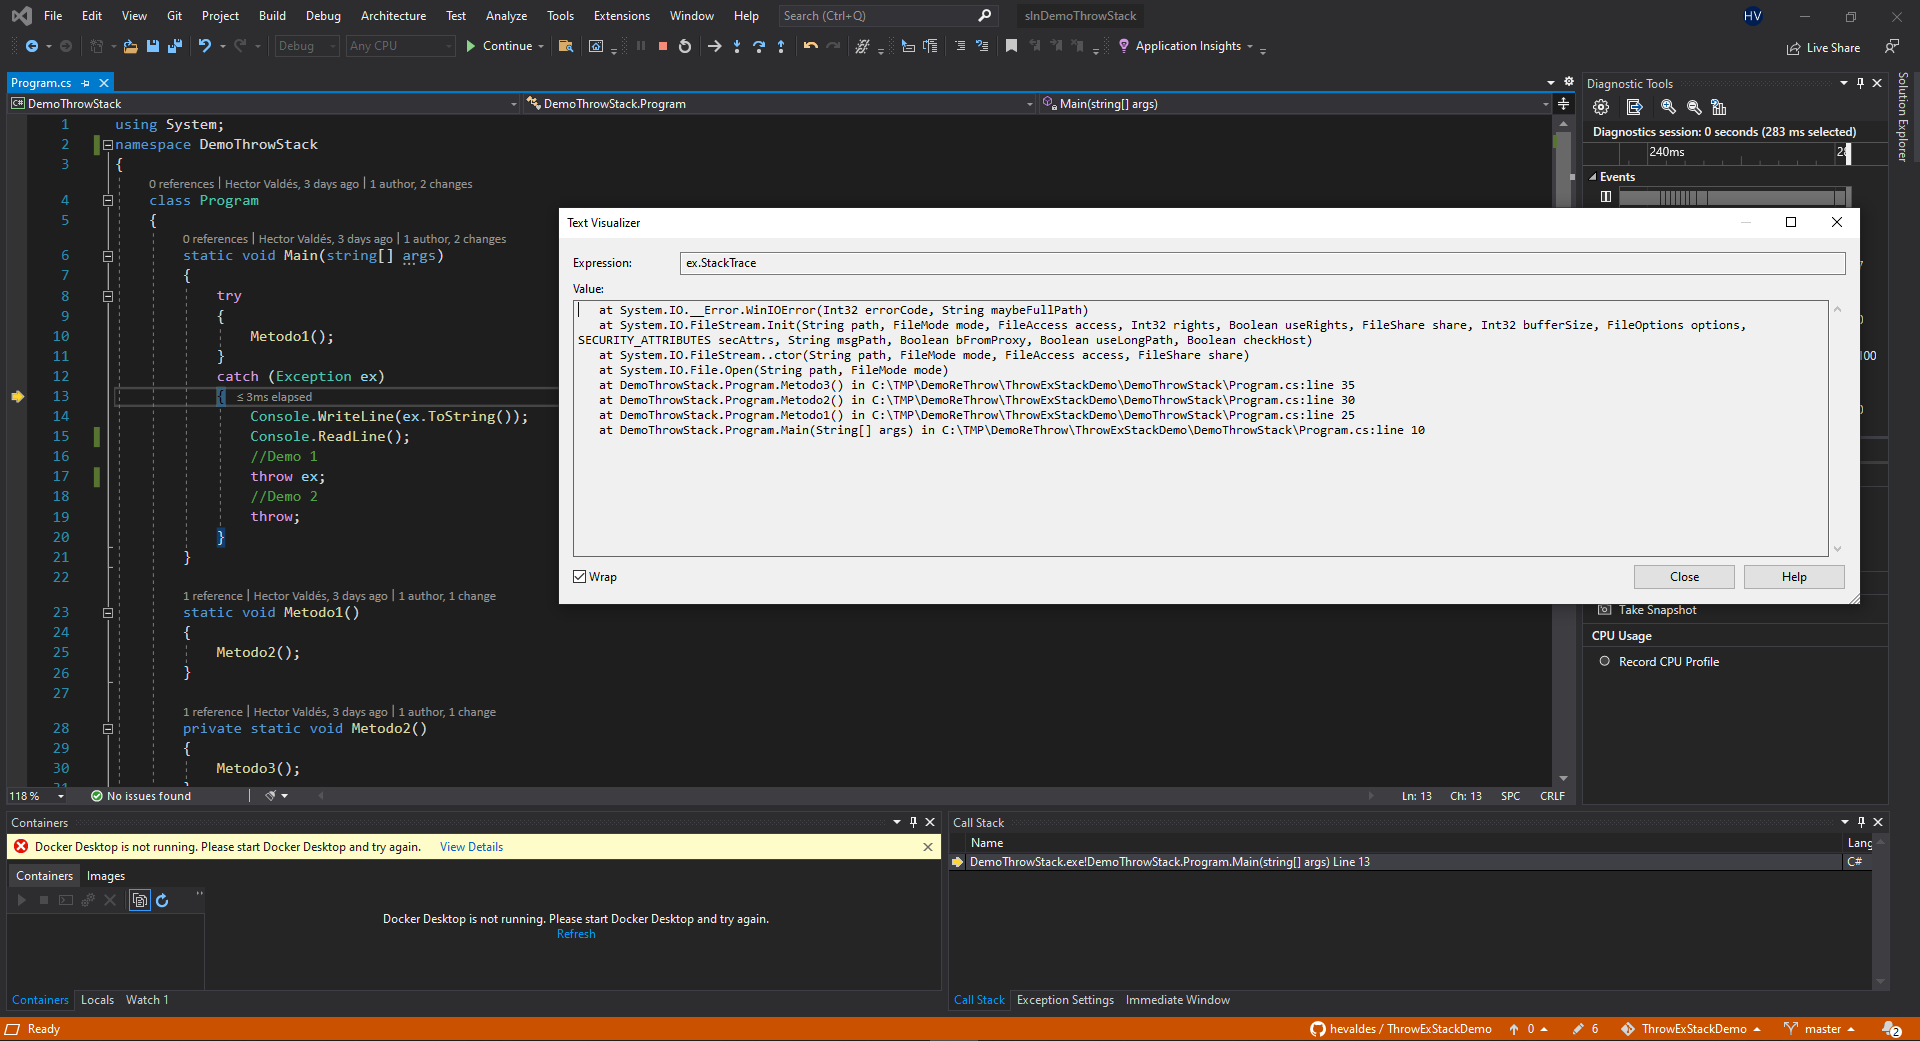 File Edit View Git Project Build Debug Architecture Test Analyze Tools Extensions Window Help Search (Ctrl+Q) slnDemoThrowStack HV
Debug Any CPU Continue Application Insights Live Share
Program.cs
DemoThrowStack DemoThrowStack.Program Main(string[] args)
1 using System;
2 namespace DemoThrowStack
3 {
0 references | Hector Valdés, 3 days ago | 1 author, 2 changes
4 class Program
5 {
0 references | Hector Valdés, 3 days ago | 1 author, 2 changes
6 static void Main(string[] args)
7 {
8 try
9 {
10 Metodo1();
11 }
12 catch (Exception ex)
13 { ≤ 3ms elapsed
14 Console.WriteLine(ex.ToString());
15 Console.ReadLine();
16 //Demo 1
17 throw ex;
18 //Demo 2
19 throw;
20 }
21 }
22
1 reference | Hector Valdés, 3 days ago | 1 author, 1 change
23 static void Metodo1()
24 {
25 Metodo2();
26 }
27
1 reference | Hector Valdés, 3 days ago | 1 author, 1 change
28 private static void Metodo2()
29 {
30 Metodo3();
31 }
118 % No issues found Ln: 13 Ch: 13 SPC CRLF
Text Visualizer
Expression: ex.StackTrace
Value:
at System.IO.__Error.WinIOError(Int32 errorCode, String maybeFullPath)
at System.IO.FileStream.Init(String path, FileMode mode, FileAccess access, Int32 rights, Boolean useRights, FileShare share, Int32 bufferSize, FileOptions options,
SECURITY_ATTRIBUTES secAttrs, String msgPath, Boolean bFromProxy, Boolean useLongPath, Boolean checkHost)
at System.IO.FileStream..ctor(String path, FileMode mode, FileAccess access, FileShare share)
at System.IO.File.Open(String path, FileMode mode)
at DemoThrowStack.Program.Metodo3() in C:\TMP\DemoReThrow\ThrowExStackDemo\DemoThrowStack\Program.cs:line 35
at DemoThrowStack.Program.Metodo2() in C:\TMP\DemoReThrow\ThrowExStackDemo\DemoThrowStack\Program.cs:line 30
at DemoThrowStack.Program.Metodo1() in C:\TMP\DemoReThrow\ThrowExStackDemo\DemoThrowStack\Program.cs:line 25
at DemoThrowStack.Program.Main(String[] args) in C:\TMP\DemoReThrow\ThrowExStackDemo\DemoThrowStack\Program.cs:line 10
Wrap Close Help
Diagnostic Tools
Diagnostics session: 0 seconds (283 ms selected)
240ms 28
Events
100
Take Snapshot
CPU Usage
Record CPU Profile
Solution Explorer
Containers
Docker Desktop is not running. Please start Docker Desktop and try again. View Details
Containers Images
Docker Desktop is not running. Please start Docker Desktop and try again.
Refresh
Containers Locals Watch 1
Call Stack
Name Lang
DemoThrowStack.exe!DemoThrowStack.Program.Main(string[] args) Line 13 C#
Call Stack Exception Settings Immediate Window
Ready hevaldes / ThrowExStackDemo 0 6 ThrowExStackDemo master 2